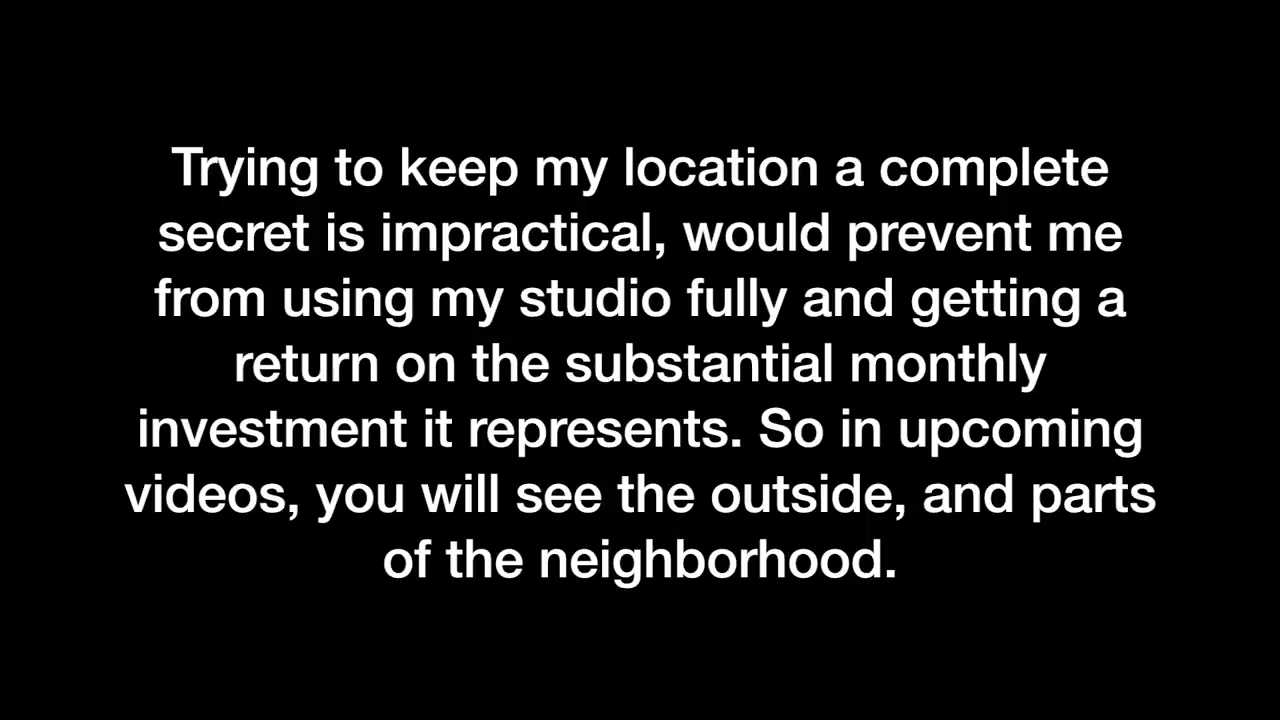 Trying to keep my location a complete
secret is impractical, would prevent me
from using my studio fully and getting a
return on the substantial monthly
investment it represents. So in upcoming
videos, you will see the outside, and parts
of the neighborhood.